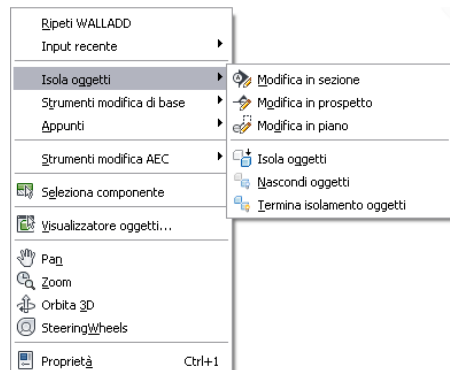 Ripeti WALLADD
Input recente
Isola oggetti
Strumenti modifica di base
Appunti
Strumenti modifica AEC
Seleziona componente
Visualizzatore oggetti...
Pan
Zoom
Orbita 3D
SteeringWheels
Proprietà Ctrl+1
Modifica in sezione
Modifica in prospetto
Modifica in piano
Isola oggetti
Nascondi oggetti
Termina isolamento oggetti